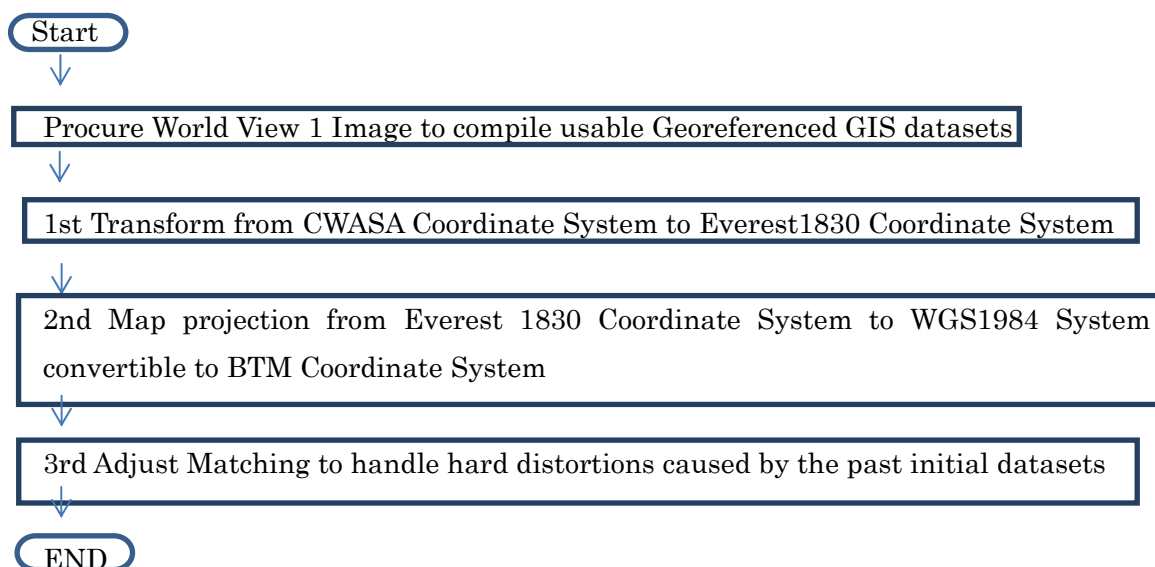 Start
Procure World View 1 Image to compile usable Georeferenced GIS datasets
1st Transform from CWASA Coordinate System to Everest1830 Coordinate System
2nd Map projection from Everest 1830 Coordinate System to WGS1984 System
convertible to BTM Coordinate System
3rd Adjust Matching to handle hard distortions caused by the past initial datasets
END